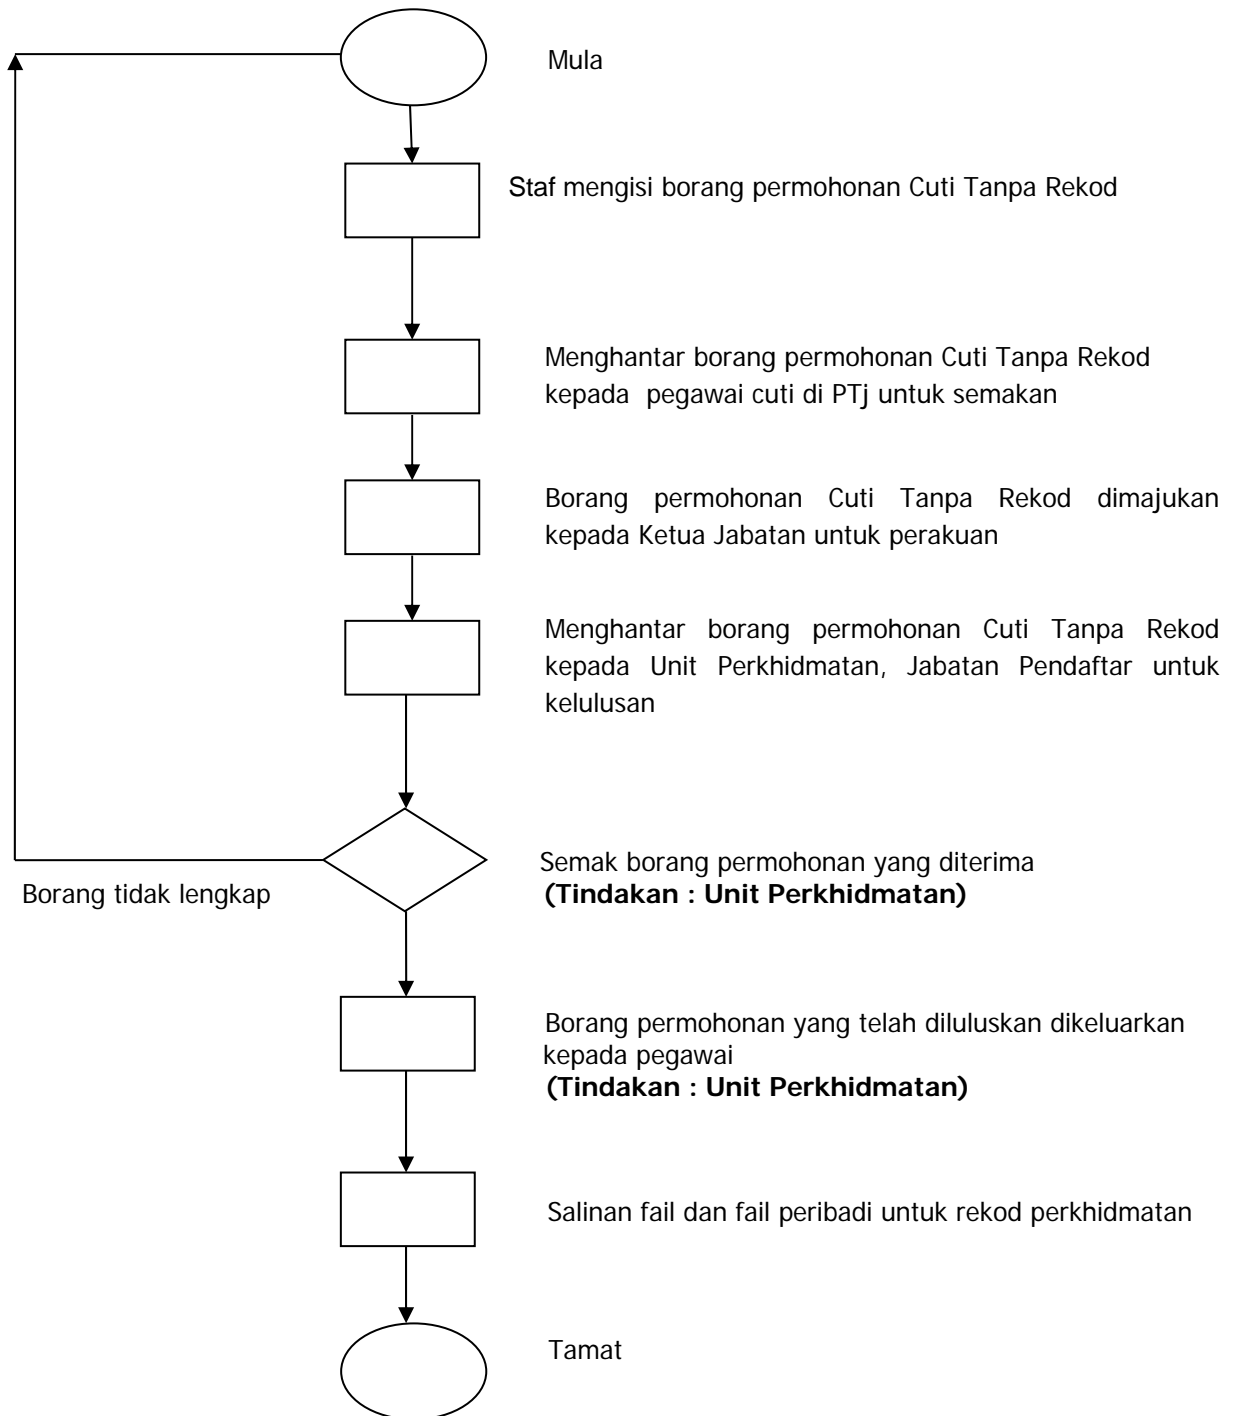 Mula
Staf mengisi borang permohonan Cuti Tanpa Rekod
Menghantar borang permohonan Cuti Tanpa Rekod
kepada pegawai cuti di PTj untuk semakan
Borang permohonan Cuti Tanpa Rekod dimajukan
kepada Ketua Jabatan untuk perakuan
Menghantar borang permohonan Cuti Tanpa Rekod
kepada Unit Perkhidmatan, Jabatan Pendaftar untuk
kelulusan
Semak borang permohonan yang diterima
(Tindakan : Unit Perkhidmatan)
Borang tidak lengkap
Borang permohonan yang telah diluluskan dikeluarkan
kepada pegawai
(Tindakan : Unit Perkhidmatan)
Salinan fail dan fail peribadi untuk rekod perkhidmatan
Tamat